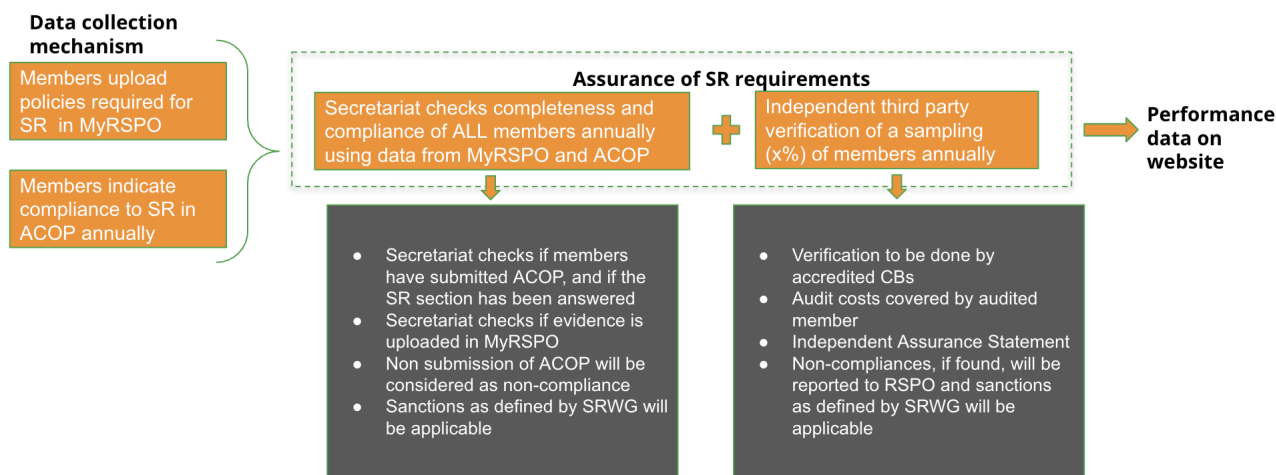 Data collection
mechanism
Members upload
policies required for
SR  in MyRSPO
Members indicate
compliance to SR in
ACOP annually
Assurance of SR requirements
Secretariat checks completeness and
compliance of ALL members annually
using data from MyRSPO and ACOP
Independent third party
verification of a sampling
(x%) of members annually
Performance
data on
website
● Secretariat checks if members
have submitted ACOP, and if the
SR section has been answered
● Secretariat checks if evidence is
uploaded in MyRSPO
● Non submission of ACOP will be
considered as non-compliance
● Sanctions as defined by SRWG will
be applicable
● Verification to be done by
accredited CBs
● Audit costs covered by audited
member
● Independent Assurance Statement
● Non-compliances, if found, will be
reported to RSPO and sanctions
as defined by SRWG will be
applicable